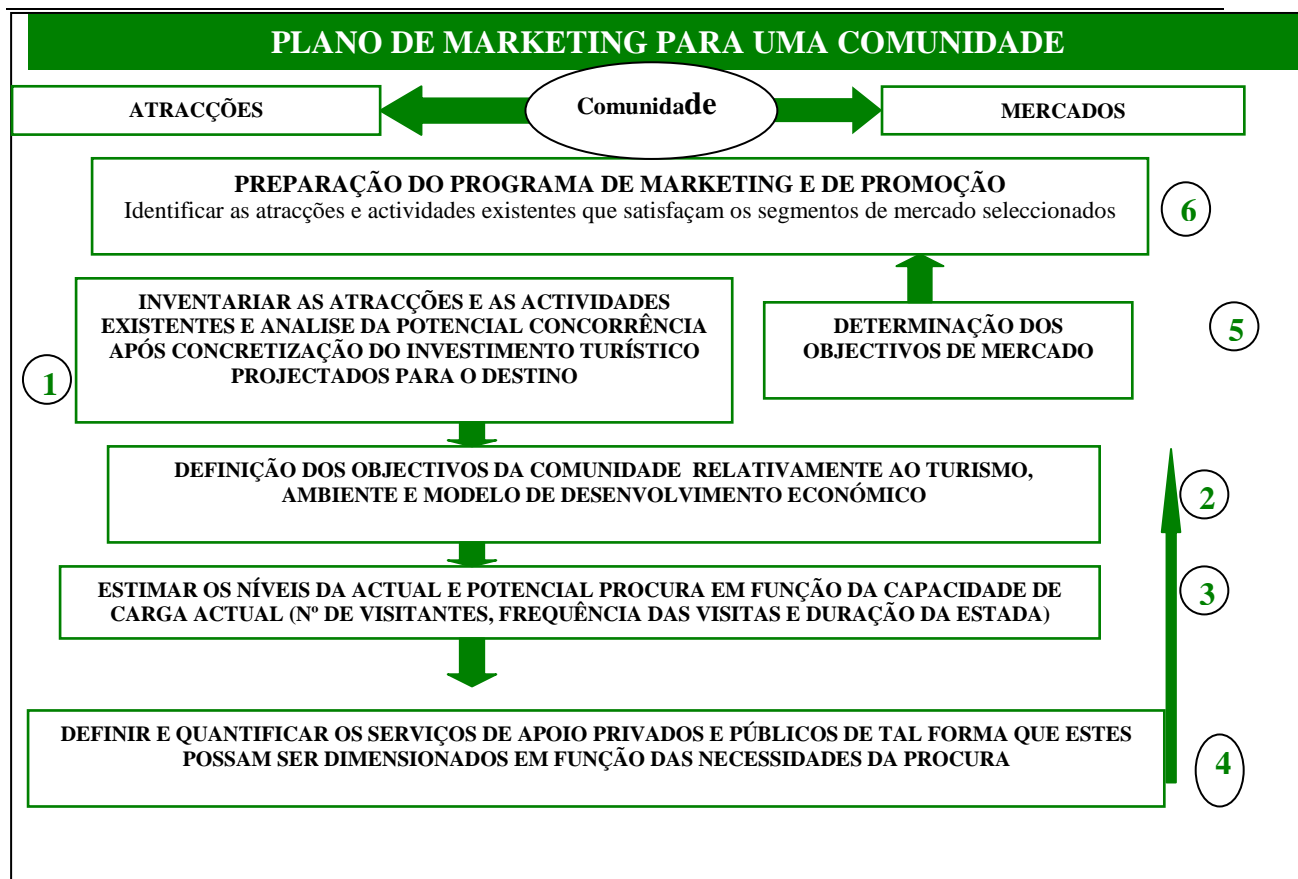 PLANO DE MARKETING PARA UMA COMUNIDADE
ATRACÇÕES
Comunidade
MERCADOS
PREPARAÇÃO DO PROGRAMA DE MARKETING E DE PROMOÇÃO
Identificar as atracções e actividades existentes que satisfaçam os segmentos de mercado seleccionados
6
INVENTARIAR AS ATRACÇÕES E AS ACTIVIDADES
EXISTENTES E ANALISE DA POTENCIAL CONCORRÊNCIA
APÓS CONCRETIZAÇÃO DO INVESTIMENTO TURÍSTICO
PROJECTADOS PARA O DESTINO
1
DETERMINAÇÃO DOS
OBJECTIVOS DE MERCADO
5
DEFINIÇÃO DOS OBJECTIVOS DA COMUNIDADE RELATIVAMENTE AO TURISMO,
AMBIENTE E MODELO DE DESENVOLVIMENTO ECONÓMICO
2
ESTIMAR OS NÍVEIS DA ACTUAL E POTENCIAL PROCURA EM FUNÇÃO DA CAPACIDADE DE
CARGA ACTUAL (Nº DE VISITANTES, FREQUÊNCIA DAS VISITAS E DURAÇÃO DA ESTADA)
3
DEFINIR E QUANTIFICAR OS SERVIÇOS DE APOIO PRIVADOS E PÚBLICOS DE TAL FORMA QUE ESTES
POSSAM SER DIMENSIONADOS EM FUNÇÃO DAS NECESSIDADES DA PROCURA
4